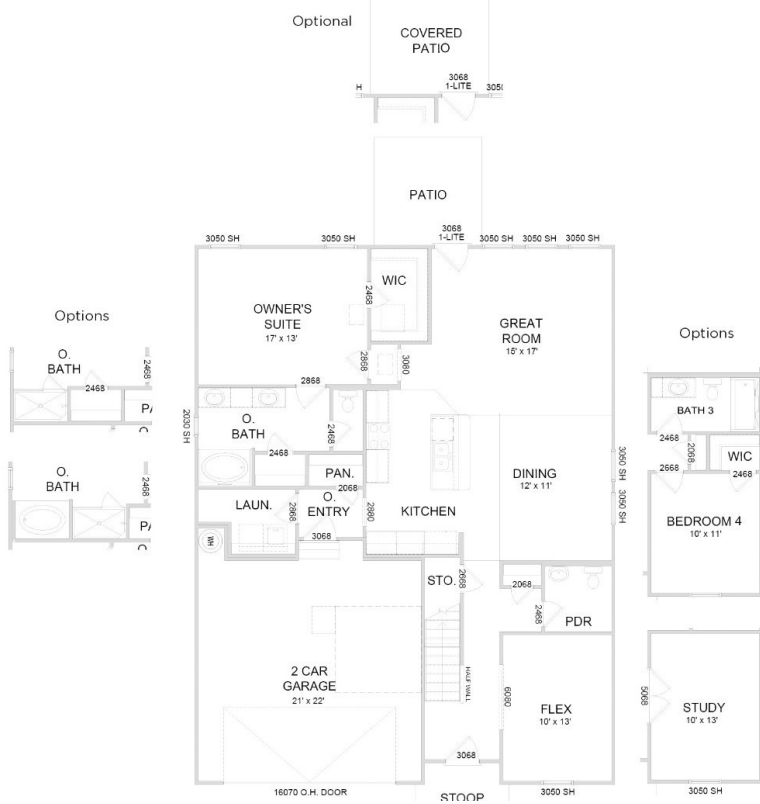 Optional
COVERED
PATIO
3068
1-LITE
H
305
PATIO
3068
1-LITE
3050 SH
3050 SH
3050 SH
3050 SH
3050 SH
WIC
2468
OWNER'S
SUITE
17' x 13'
GREAT
ROOM
15' x 17'
2868
3080
2868
O.
BATH
2030 SH
2468
2468
PAN.
2068
LAUN.
2868
O.
ENTRY
2880
3068
KITCHEN
DINING
12' x 11'
3050 SH
3050 SH
WH
STO.
2668
2068
2468
PDR
2 CAR
GARAGE
21' x 22'
HALF WALL
6080
FLEX
10' x 13'
3068
16070 O.H. DOOR
STOOP
3050 SH
Options
O.
BATH
2468
2468
PA
O
O.
BATH
2468
PA
O
Options
BATH 3
2468
2068
WIC
2668
2468
BEDROOM 4
10' x 11'
5068
STUDY
10' x 13'
3050 SH